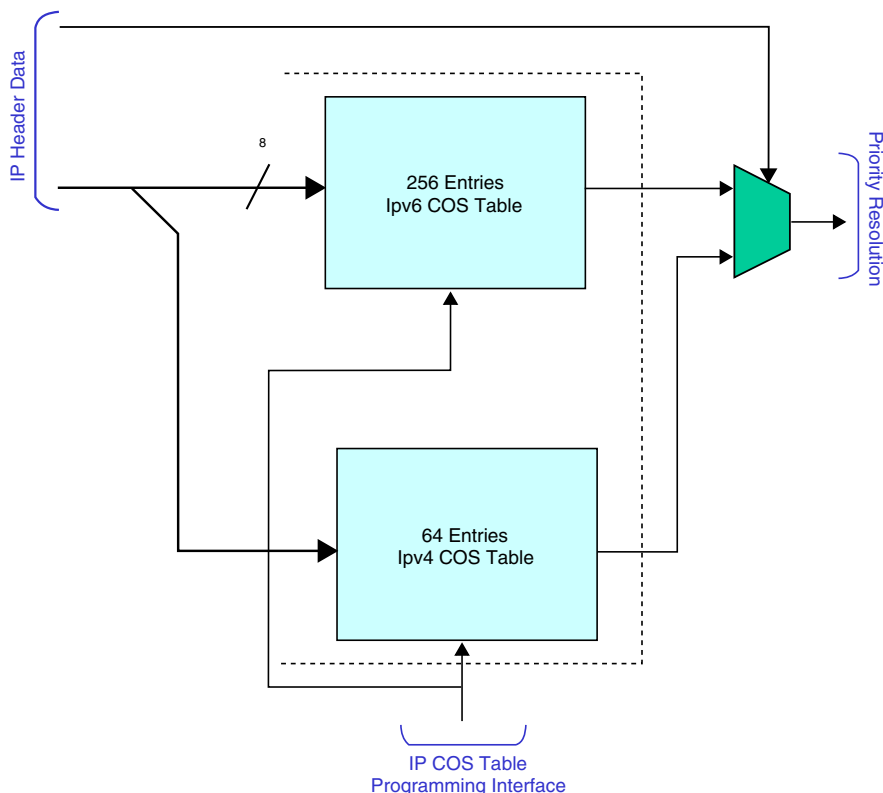 IP Header Data
8
256 Entries
Ipv6 COS Table
Priority Resolution
64 Entries
Ipv4 COS Table
IP COS Table
Programming Interface